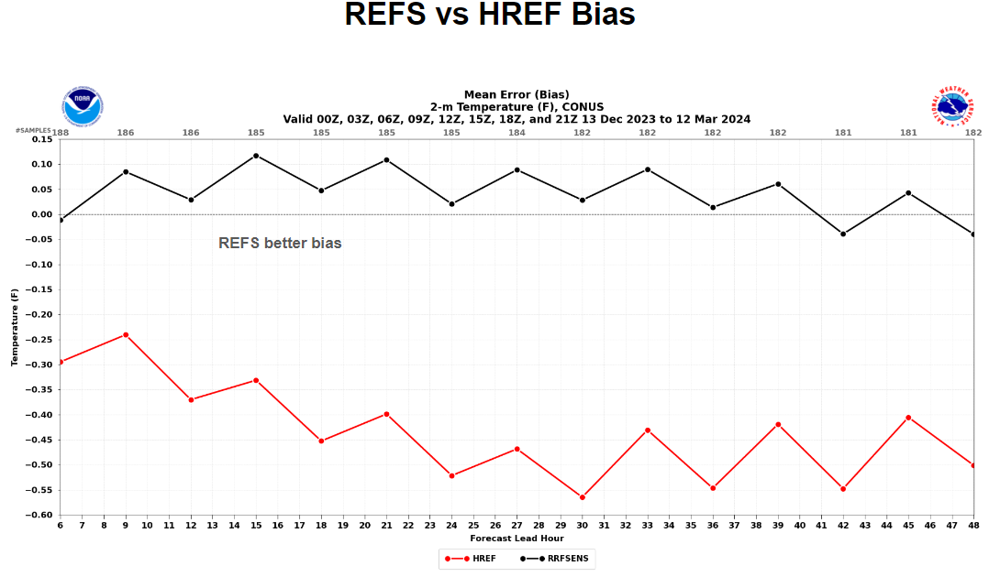 REFS vs HREF Bias
Mean Error (Bias)
2-m Temperature (F), CONUS
Valid 00Z, 03Z, 06Z, 09Z, 12Z, 15Z, 18Z, and 21Z 13 Dec 2023 to 12 Mar 2024
NOAA
NATIONAL WEATHER SERVICE
#SAMPLES 188 186 186 185 185 185 185 184 182 182 182 182 181 181 182
0.15
0.10
0.05
0.00
−0.05
−0.10
−0.15
−0.20
−0.25
−0.30
−0.35
−0.40
−0.45
−0.50
−0.55
−0.60
REFS better bias
Temperature (F)
6 7 8 9 10 11 12 13 14 15 16 17 18 19 20 21 22 23 24 25 26 27 28 29 30 31 32 33 34 35 36 37 38 39 40 41 42 43 44 45 46 47 48
Forecast Lead Hour
HREF RRFSENS